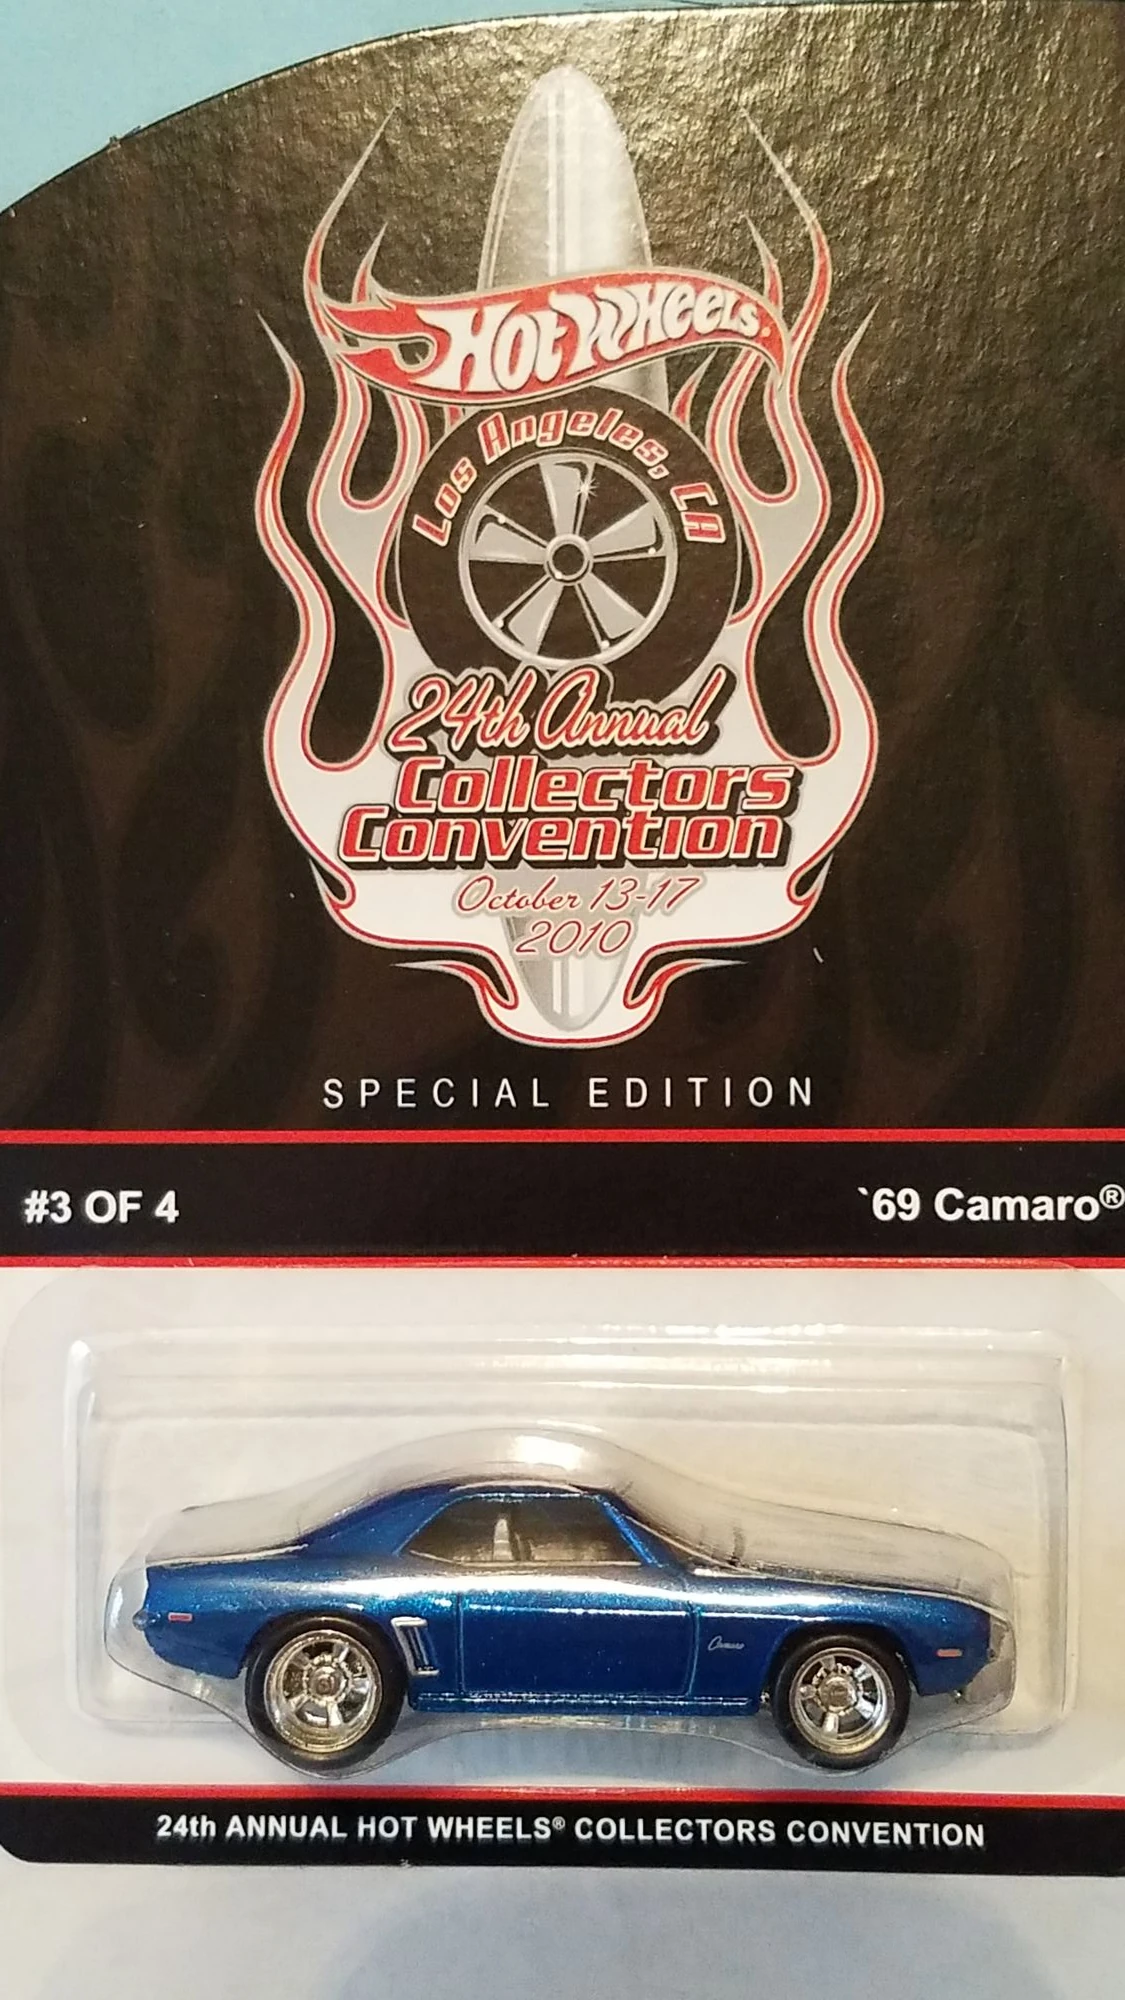 Hot Wheels®
Los Angeles, CA
24th Annual
Collectors
Convention
October 13-17
2010
SPECIAL EDITION
#3 OF 4
`69 Camaro®
Camaro
24th ANNUAL HOT WHEELS® COLLECTORS CONVENTION